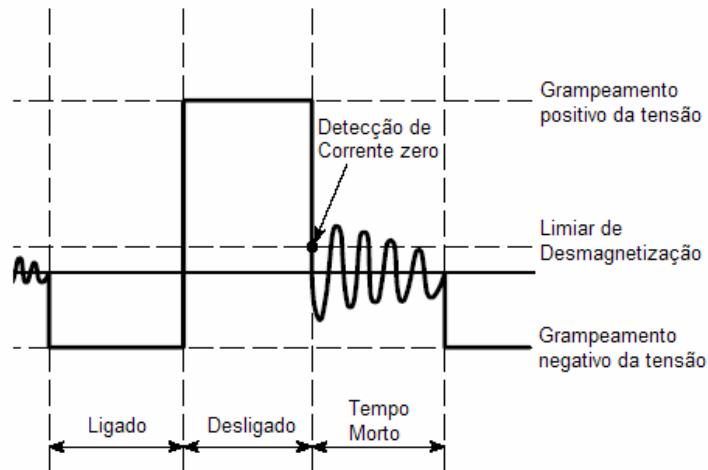 Grampeamento
positivo da tensão
Detecção de
Corrente zero
Limiar de
Desmagnetização
Grampeamento
negativo da tensão
Ligado
Desligado
Tempo
Morto